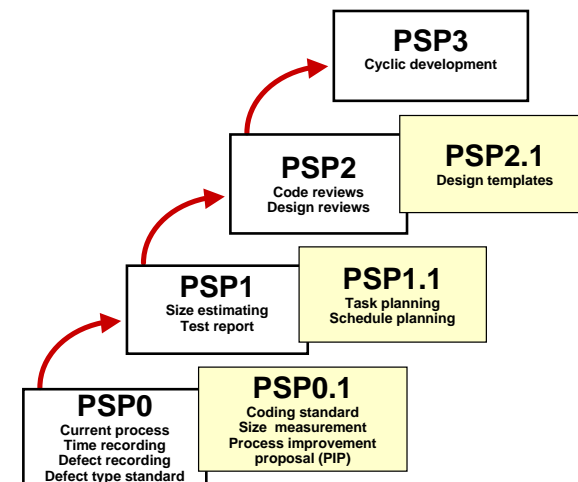 PSP3
Cyclic development
PSP2
Code reviews
Design reviews
PSP2.1
Design templates
PSP1
Size estimating
Test report
PSP1.1
Task planning
Schedule planning
PSP0
Current process
Time recording
Defect recording
Defect type standard
PSP0.1
Coding standard
Size measurement
Process improvement
proposal (PIP)